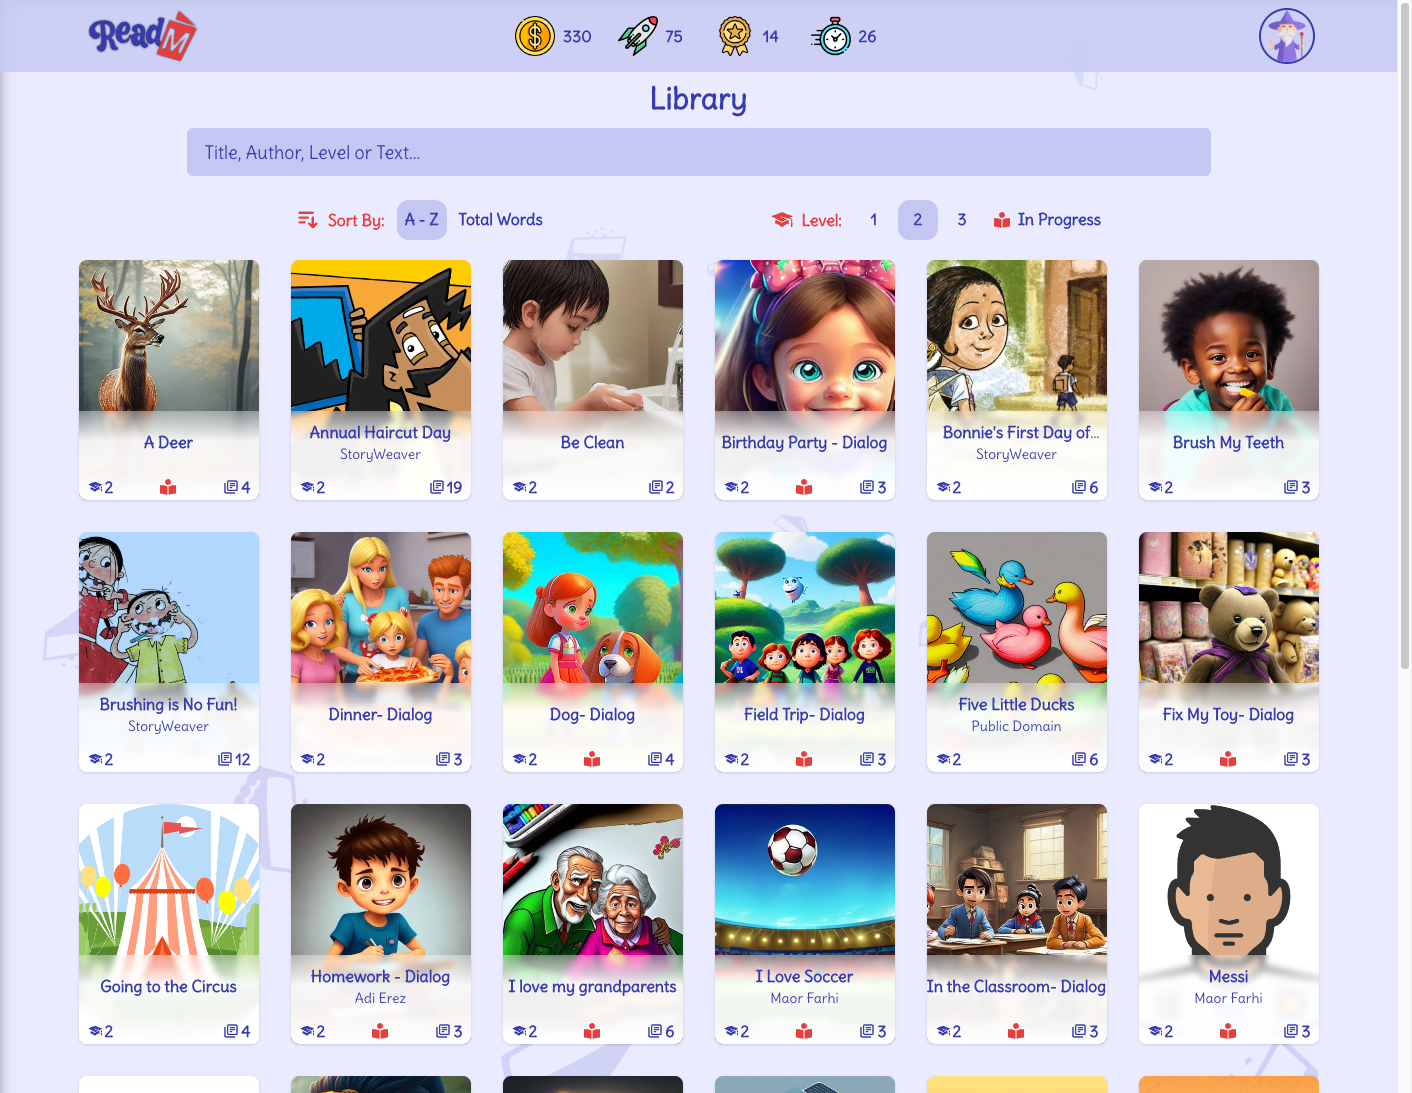 ReadM
330 75 14 26
Library
Title, Author, Level or Text...
Sort By: A - Z Total Words Level: 1 2 3 In Progress
A Deer
2 4
Annual Haircut Day
StoryWeaver
2 19
Be Clean
2 2
Birthday Party - Dialog
2 3
Bonnie's First Day of...
StoryWeaver
2 6
Brush My Teeth
2 3
Brushing is No Fun!
StoryWeaver
2 12
Dinner- Dialog
2 3
Dog- Dialog
2 4
Field Trip- Dialog
2 3
Five Little Ducks
Public Domain
2 6
Fix My Toy- Dialog
2 3
Going to the Circus
2 4
Homework - Dialog
Adi Erez
2 3
I love my grandparents
2 6
I Love Soccer
Maor Farhi
2 3
In the Classroom- Dialog
2 3
Messi
Maor Farhi
2 3